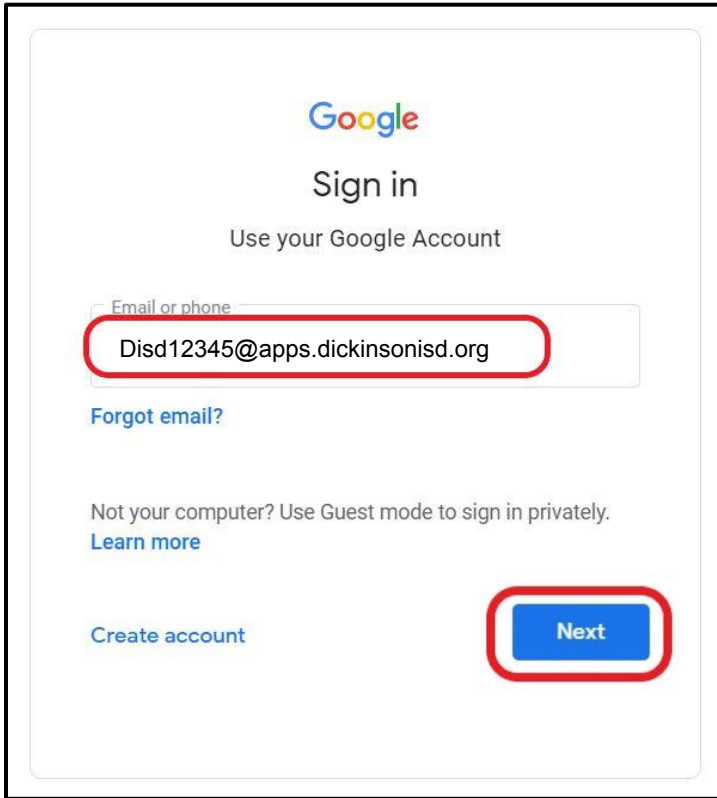 Google
Sign in
Use your Google Account
Email or phone
Disd12345@apps.dickinsonisd.org
Forgot email?
Not your computer? Use Guest mode to sign in privately.
Learn more
Create account
Next